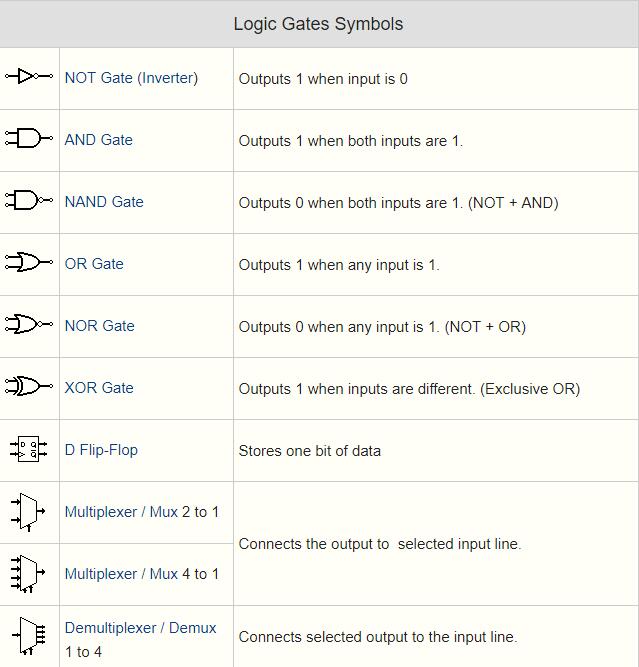 Logic Gates Symbols
NOT Gate (Inverter)
Outputs 1 when input is 0
AND Gate
Outputs 1 when both inputs are 1.
NAND Gate
Outputs 0 when both inputs are 1. (NOT + AND)
OR Gate
Outputs 1 when any input is 1.
NOR Gate
Outputs 0 when any input is 1. (NOT + OR)
XOR Gate
Outputs 1 when inputs are different. (Exclusive OR)
D Q
Q
D Flip-Flop
Stores one bit of data
Multiplexer / Mux 2 to 1
Connects the output to  selected input line.
Multiplexer / Mux 4 to 1
Demultiplexer / Demux
1 to 4
Connects selected output to the input line.